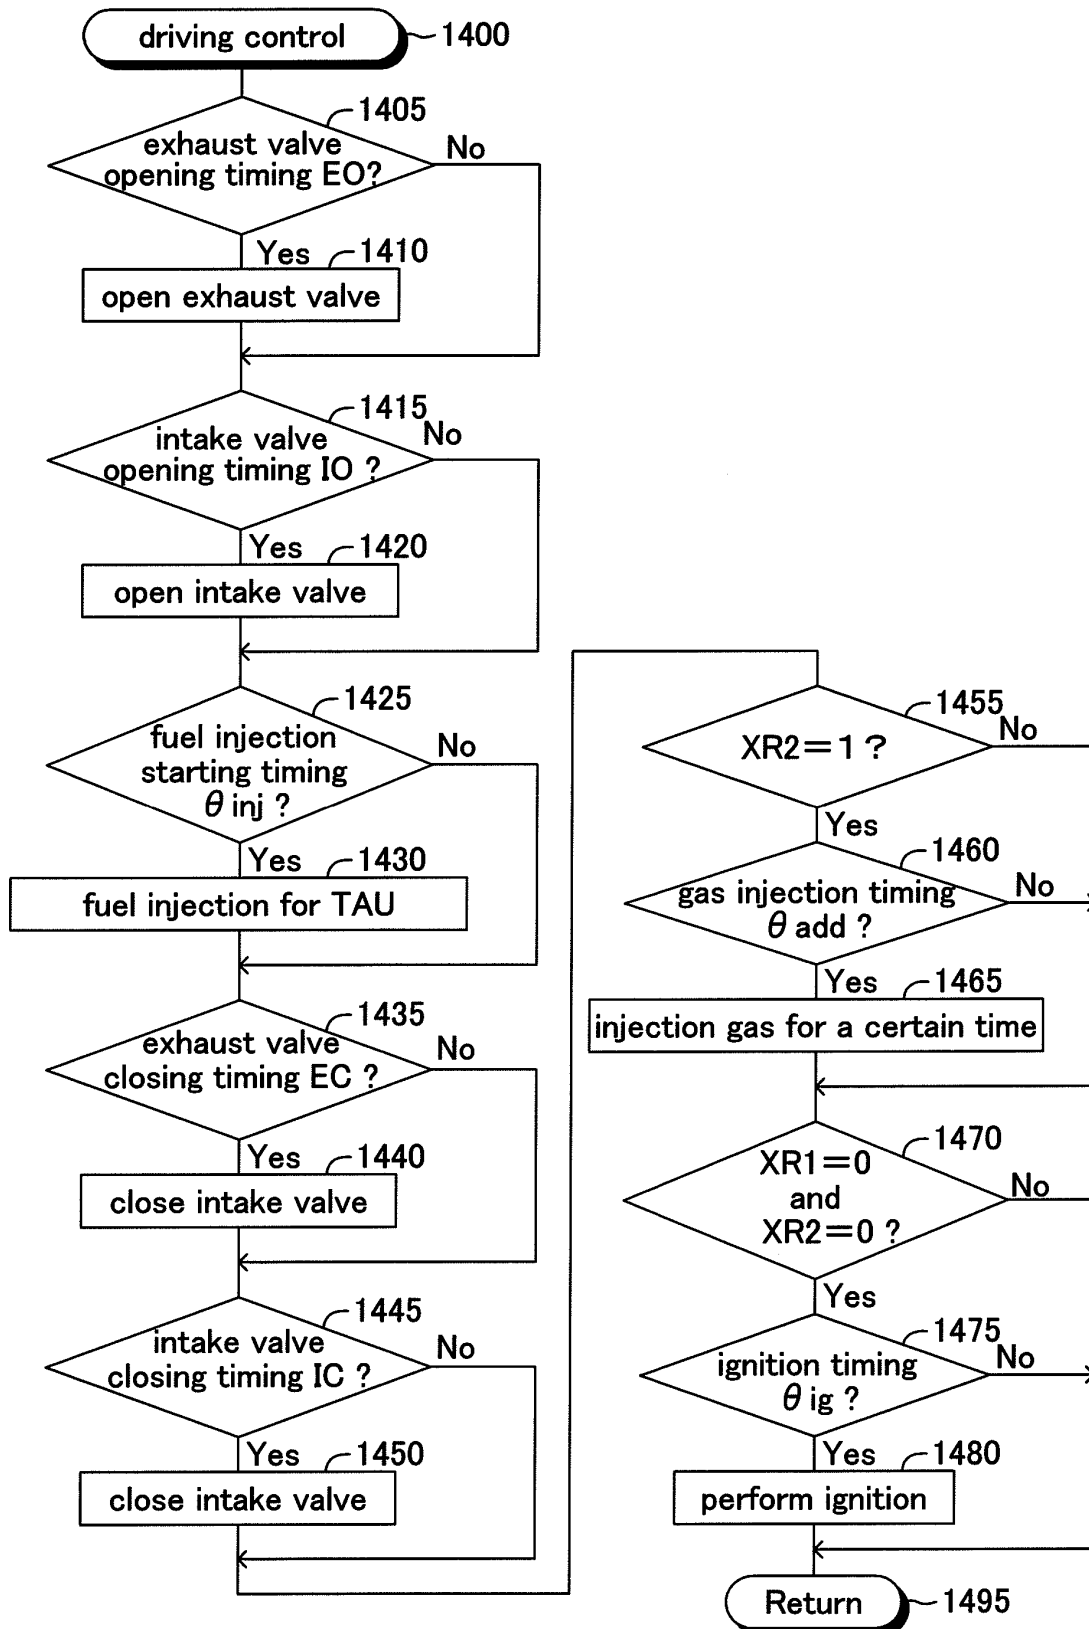 driving control
1400
1405
exhaust valve
opening timing EO?
No
Yes
1410
open exhaust valve
1415
intake valve
opening timing IO ?
No
Yes
1420
open intake valve
1425
fuel injection
starting timing
θ inj ?
No
Yes
1430
fuel injection for TAU
1435
exhaust valve
closing timing EC ?
No
Yes
1440
close intake valve
1445
intake valve
closing timing IC ?
No
Yes
1450
close intake valve
1455
XR2=1 ?
No
Yes
1460
gas injection timing
θ add ?
No
Yes
1465
injection gas for a certain time
1470
XR1=0
and
XR2=0 ?
No
Yes
1475
ignition timing
θ ig ?
No
Yes
1480
perform ignition
Return
1495